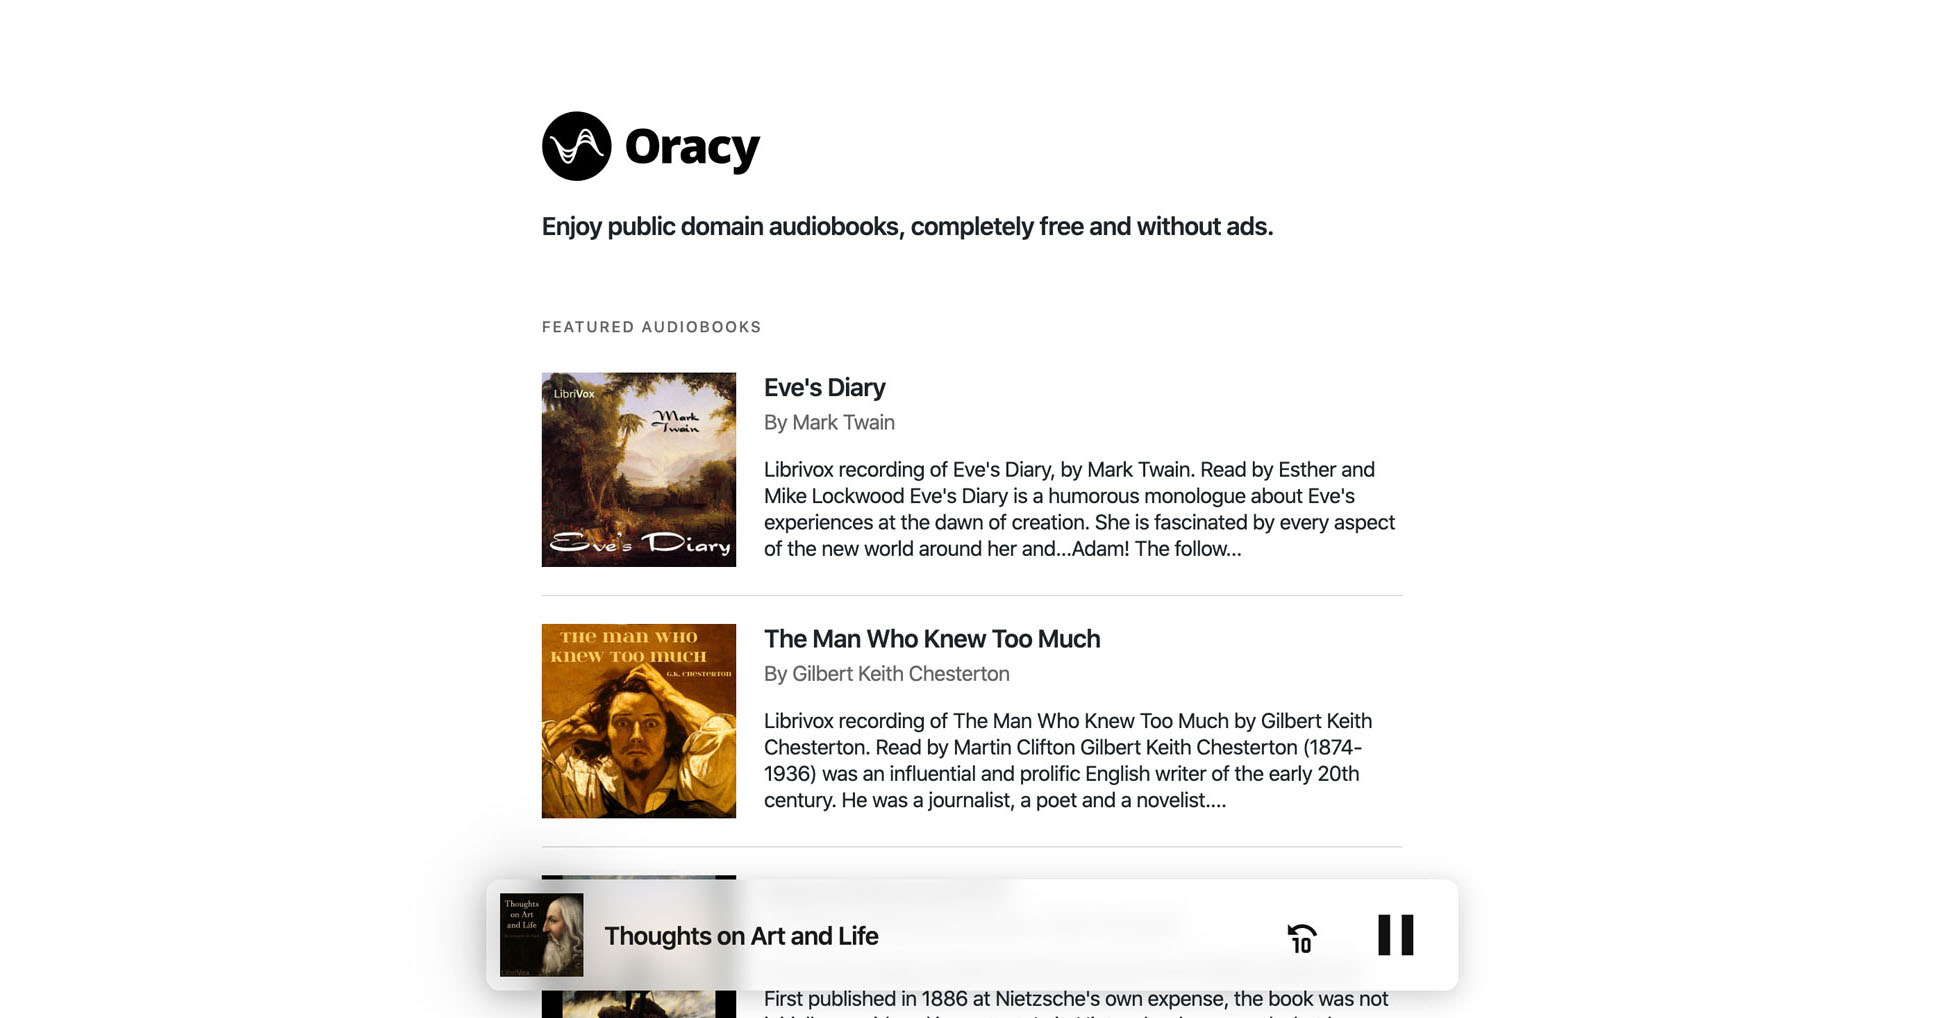 Oracy
Enjoy public domain audiobooks, completely free and without ads.
FEATURED AUDIOBOOKS
LibriVox
Mark
Twain
Eve's Diary
Eve's Diary
By Mark Twain
Librivox recording of Eve's Diary, by Mark Twain. Read by Esther and
Mike Lockwood Eve's Diary is a humorous monologue about Eve's
experiences at the dawn of creation. She is fascinated by every aspect
of the new world around her and...Adam! The follow...
THE MAN WHO
KNEW TOO MUCH
G.K. CHESTERTON
The Man Who Knew Too Much
By Gilbert Keith Chesterton
Librivox recording of The Man Who Knew Too Much by Gilbert Keith
Chesterton. Read by Martin Clifton Gilbert Keith Chesterton (1874-
1936) was an influential and prolific English writer of the early 20th
century. He was a journalist, a poet and a novelist....
Thoughts
on Art
and Life
LibriVox
Thoughts on Art and Life
10
First published in 1886 at Nietzsche's own expense, the book was not